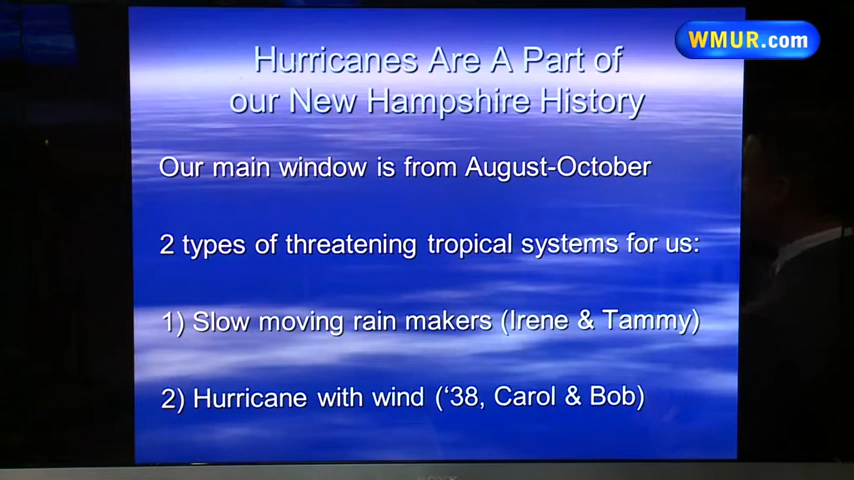 WMUR.com
Hurricanes Are A Part of
our New Hampshire History
Our main window is from August-October
2 types of threatening tropical systems for us:
1) Slow moving rain makers (Irene & Tammy)
2) Hurricane with wind (‘38, Carol & Bob)